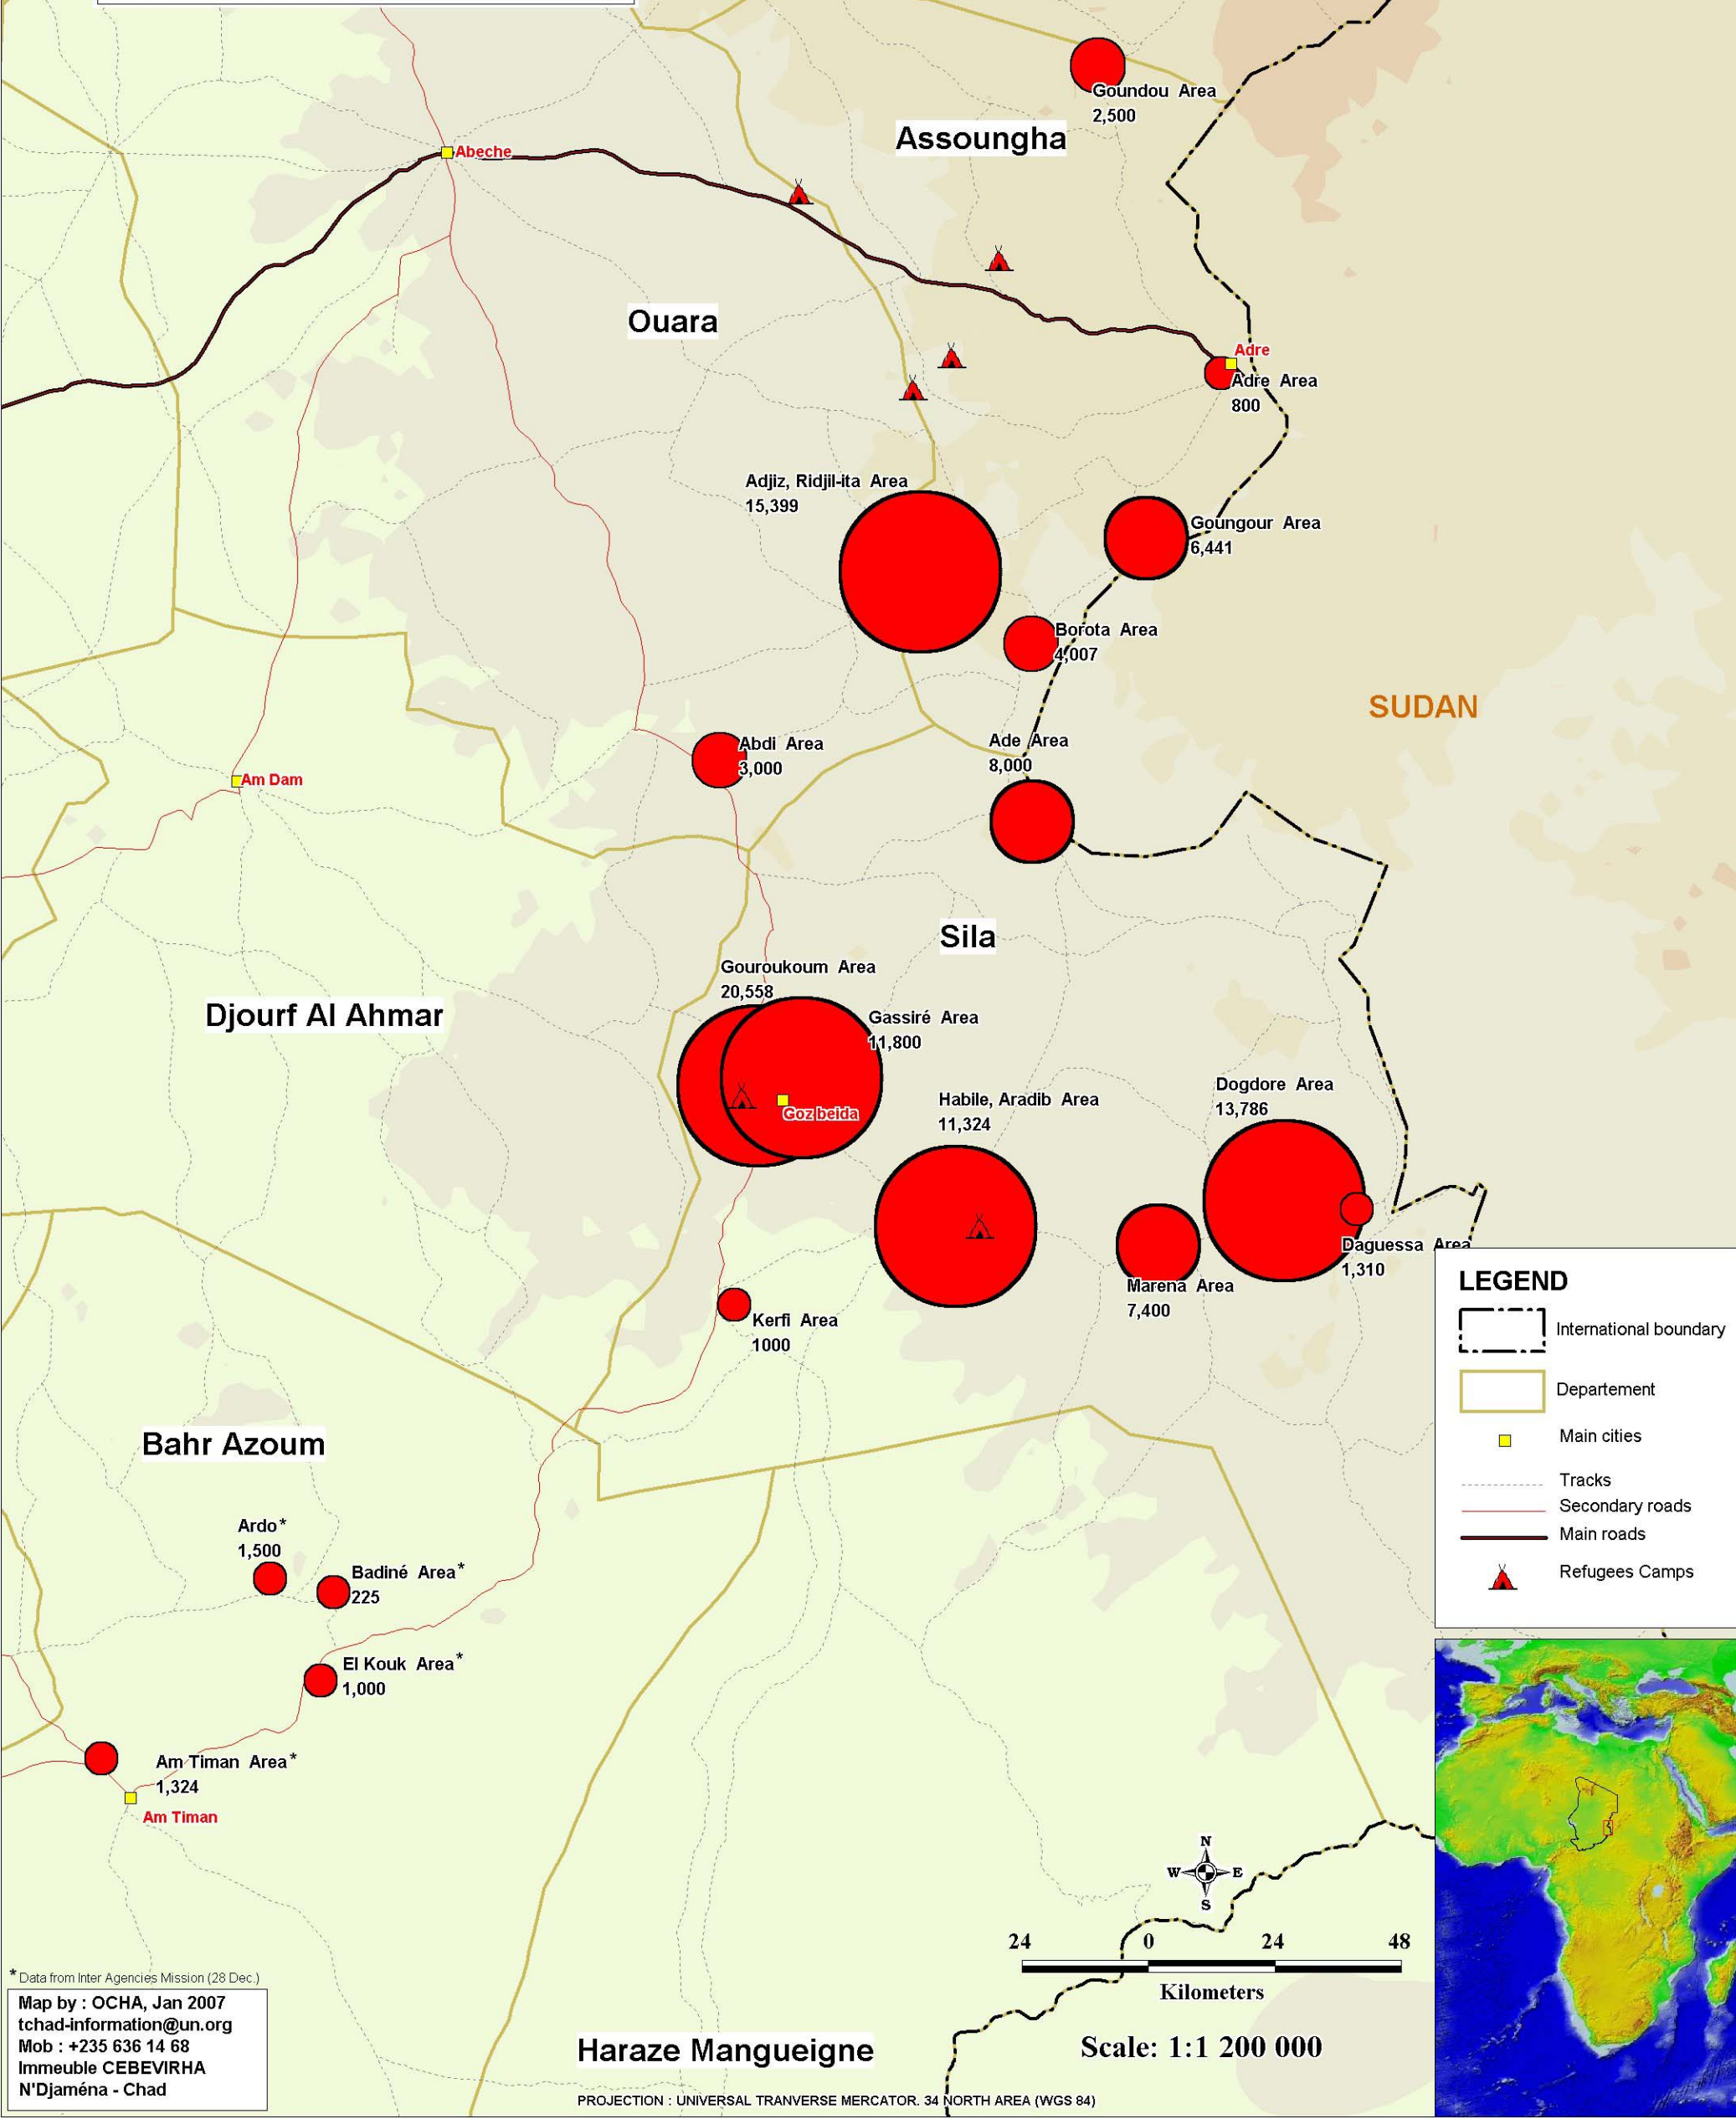 Goundou Area
2,500
Assoungha
Abeche
Ouara
Adre
Adre Area
800
Adjiz, Ridjil-ita Area
15,399
Goungour Area
6,441
Borota Area
4,007
SUDAN
Abdi Area
3,000
Ade Area
8,000
Am Dam
Sila
Gouroukoum Area
20,558
Djourf Al Ahmar
Gassiré Area
11,800
Goz beida
Habile, Aradib Area
11,324
Dogdore Area
13,786
Daguessa Area
1,310
Marena Area
7,400
Kerfi Area
1000
LEGEND
International boundary
Departement
Main cities
Tracks
Secondary roads
Main roads
Refugees Camps
Bahr Azoum
Ardo*
1,500
Badiné Area*
225
El Kouk Area*
1,000
Am Timan Area*
1,324
Am Timan
N
W E
S
24 0 24 48
Kilometers
Scale: 1:1 200 000
* Data from Inter Agencies Mission (28 Dec.)
Map by : OCHA, Jan 2007
tchad-information@un.org
Mob : +235 636 14 68
Immeuble CEBEVIRHA
N'Djaména - Chad
Haraze Mangueigne
PROJECTION : UNIVERSAL TRANVERSE MERCATOR. 34 NORTH AREA (WGS 84)